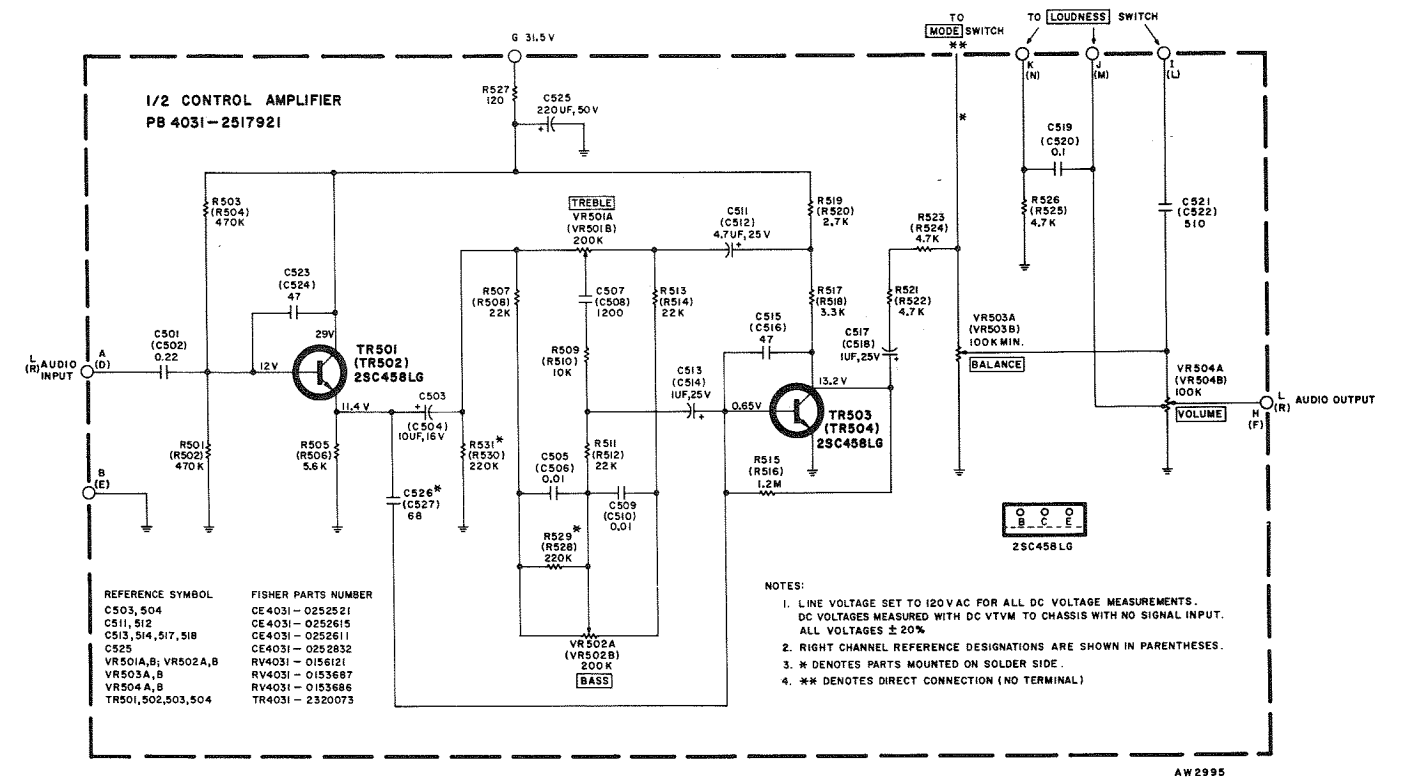 TO
MODE SWITCH
**
TO LOUDNESS SWITCH
G 31.5V
K
(N)
J
(M)
I
(L)
1/2 CONTROL AMPLIFIER
PB 4031-2517921
R527
120
C525
220UF, 50V
+
*
C519
(C520)
0.1
R503
(R504)
470K
TREBLE
VR501A
(VR501B)
200K
C511
(C512)
4.7UF, 25V
+
R519
(R520)
2.7K
R523
(R524)
4.7K
R526
(R525)
4.7K
C521
(C522)
510
C523
(C524)
47
R507
(R508)
22K
C507
(C508)
1200
R513
(R514)
22K
R517
(R518)
3.3K
R521
(R522)
4.7K
C515
(C516)
47
C517
(C518)
1UF, 25V
+
VR503A
(VR503B)
100K MIN.
BALANCE
C501
(C502)
0.22
29V
TR501
(TR502)
2SC458LG
12V
R509
(R510)
10K
L
(R) AUDIO
INPUT
A
(D)
C513
(C514)
1UF, 25V
+
13.2V
VR504A
(VR504B)
100K
VOLUME
11.4V
+
C503
(C504)
10UF, 16V
0.65V
TR503
(TR504)
2SC458LG
L
(R) AUDIO OUTPUT
H
(F)
R501
(R502)
470K
R505
(R506)
5.6K
R531*
(R530)
220K
C505
(C506)
0.01
R511
(R512)
22K
R515
(R516)
1.2M
B
(E)
C526*
(C527)
68
C509
(C510)
0.01
R529*
(R528)
220K
B C E
2SC458LG
VR502A
(VR502B)
200K
BASS
REFERENCE SYMBOL FISHER PARTS NUMBER
C503, 504 CE4031-0252521
C511, 512 CE4031-0252615
C513, 514, 517, 518 CE4031-0252611
C525 CE4031-0252832
VR501A,B; VR502A,B RV4031-0156121
VR503A,B RV4031-0153687
VR504A,B RV4031-0153686
TR501,502,503,504 TR4031-2320073
NOTES:
1. LINE VOLTAGE SET TO 120VAC FOR ALL DC VOLTAGE MEASUREMENTS.
DC VOLTAGES MEASURED WITH DC VTVM TO CHASSIS WITH NO SIGNAL INPUT.
ALL VOLTAGES ± 20%
2. RIGHT CHANNEL REFERENCE DESIGNATIONS ARE SHOWN IN PARENTHESES.
3. * DENOTES PARTS MOUNTED ON SOLDER SIDE.
4. ** DENOTES DIRECT CONNECTION (NO TERMINAL)
AW2995